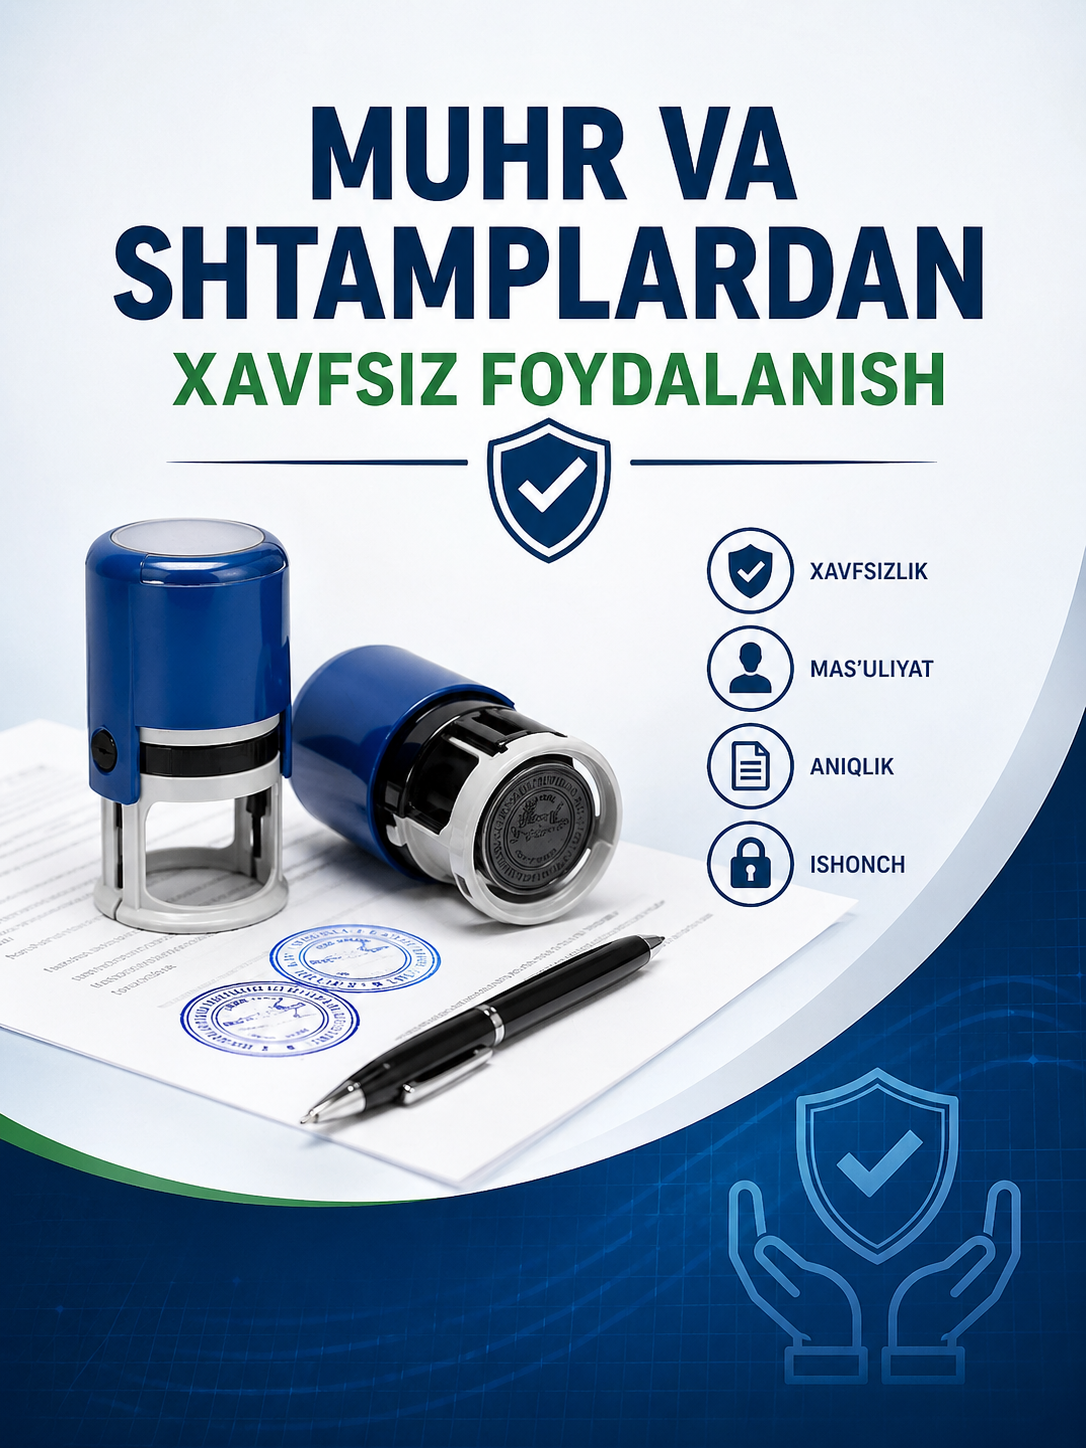 MUHR VA
SHTAMPLARDAN
XAVFSIZ FOYDALANISH
XAVFSIZLIK
MAS'ULIYAT
ANIQLIK
ISHONCH